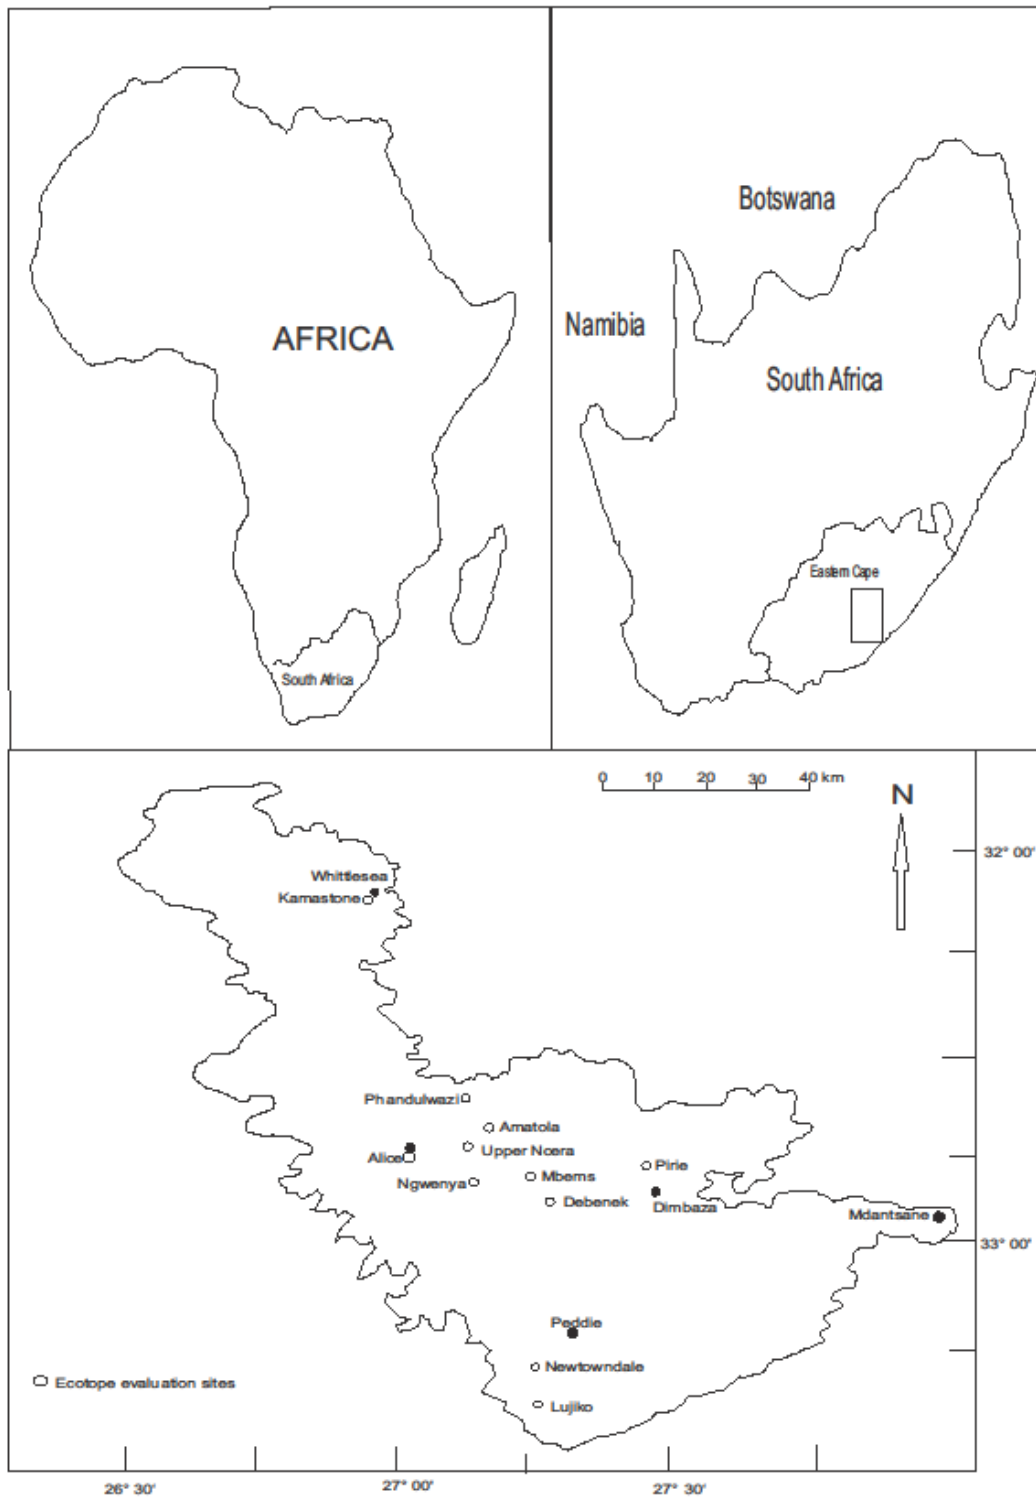 AFRICA
South Africa
Botswana
Namibia
South Africa
Eastern Cape
0 10 20 30 40 km
N
32° 00'
Whittlesea
Kamastone
Phandulwazi
Amatola
Upper Ncera
Alice
Ngwenya
Mbems
Pirie
Debenek
Dimbaza
Mdantsane
33° 00'
Peddie
Newtowndale
Lujiko
Ecotope evaluation sites
26° 30' 27° 00' 27° 30'